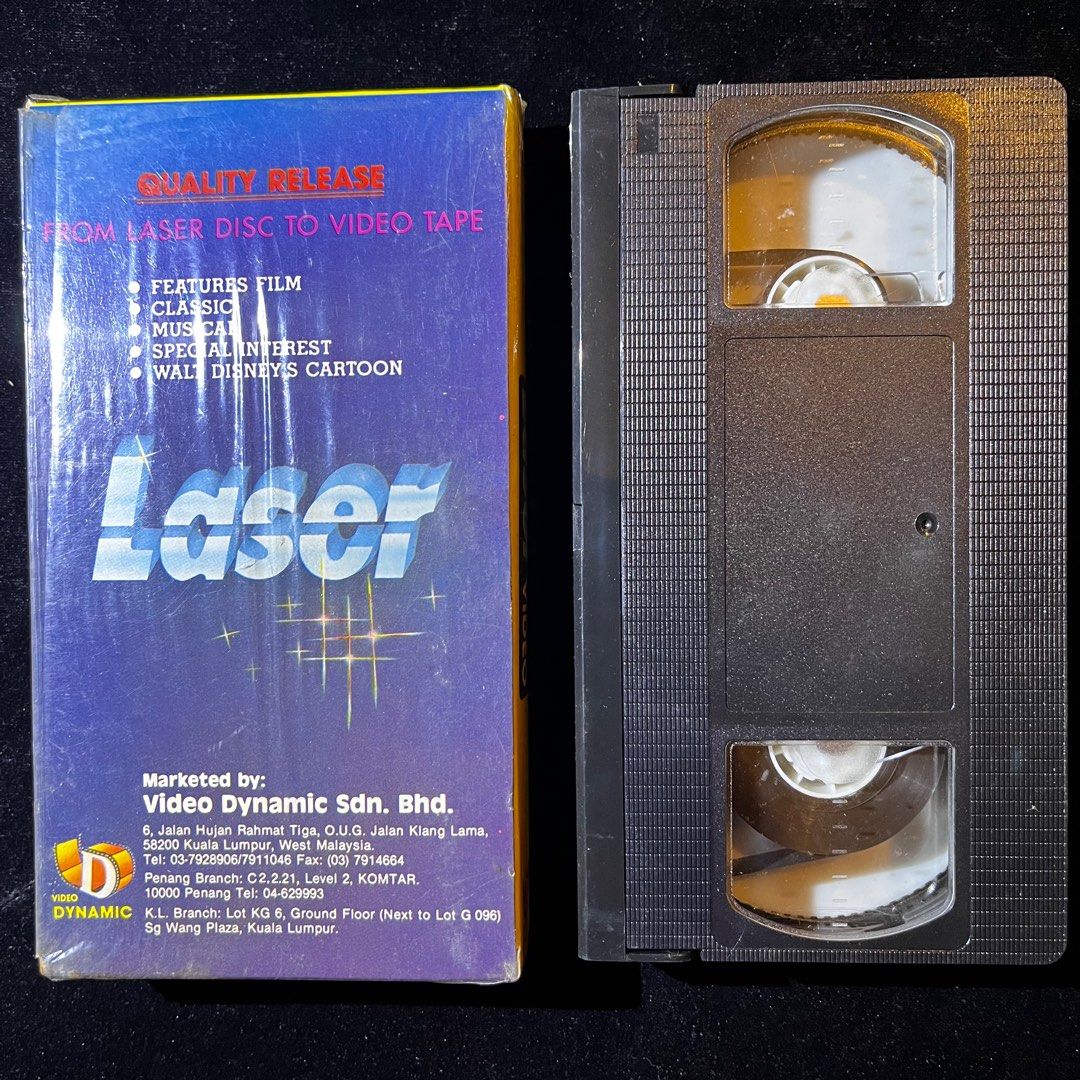 QUALITY RELEASE
FROM LASER DISC TO VIDEO TAPE
● FEATURES FILM
● CLASSIC
● MUSICAL
● SPECIAL INTEREST
● WALT DISNEY'S CARTOON
Laser
Marketed by:
Video Dynamic Sdn. Bhd.
6, Jalan Hujan Rahmat Tiga, O.U.G. Jalan Klang Lama,
58200 Kuala Lumpur, West Malaysia.
Tel: 03-7928906/7911046 Fax: (03) 7914664
Penang Branch: C 2.2.21, Level 2, KOMTAR.
10000 Penang Tel: 04-629993
K.L. Branch: Lot KG 6, Ground Floor (Next to Lot G 096)
Sg Wang Plaza, Kuala Lumpur.
D
VIDEO
DYNAMIC